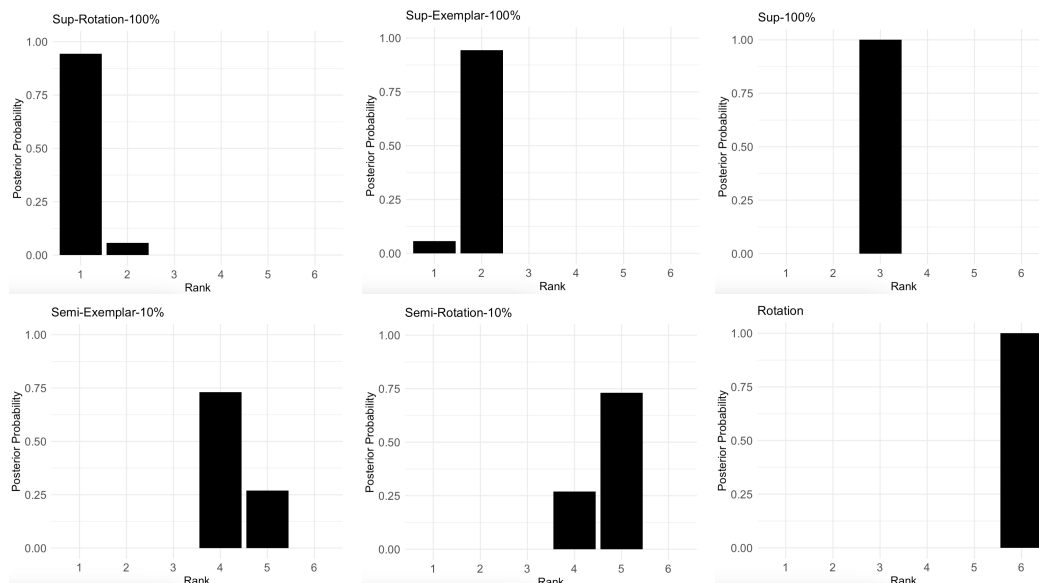 Sup-Rotation-100%
Posterior Probability
1.00
0.75
0.50
0.25
0.00
1 2 3 4 5 6
Rank
Sup-Exemplar-100%
Posterior Probability
1.00
0.75
0.50
0.25
0.00
1 2 3 4 5 6
Rank
Sup-100%
Posterior Probability
1.00
0.75
0.50
0.25
0.00
1 2 3 4 5 6
Rank
Semi-Exemplar-10%
Posterior Probability
1.00
0.75
0.50
0.25
0.00
1 2 3 4 5 6
Rank
Semi-Rotation-10%
Posterior Probability
1.00
0.75
0.50
0.25
0.00
1 2 3 4 5 6
Rank
Rotation
Posterior Probability
1.00
0.75
0.50
0.25
0.00
1 2 3 4 5 6
Rank